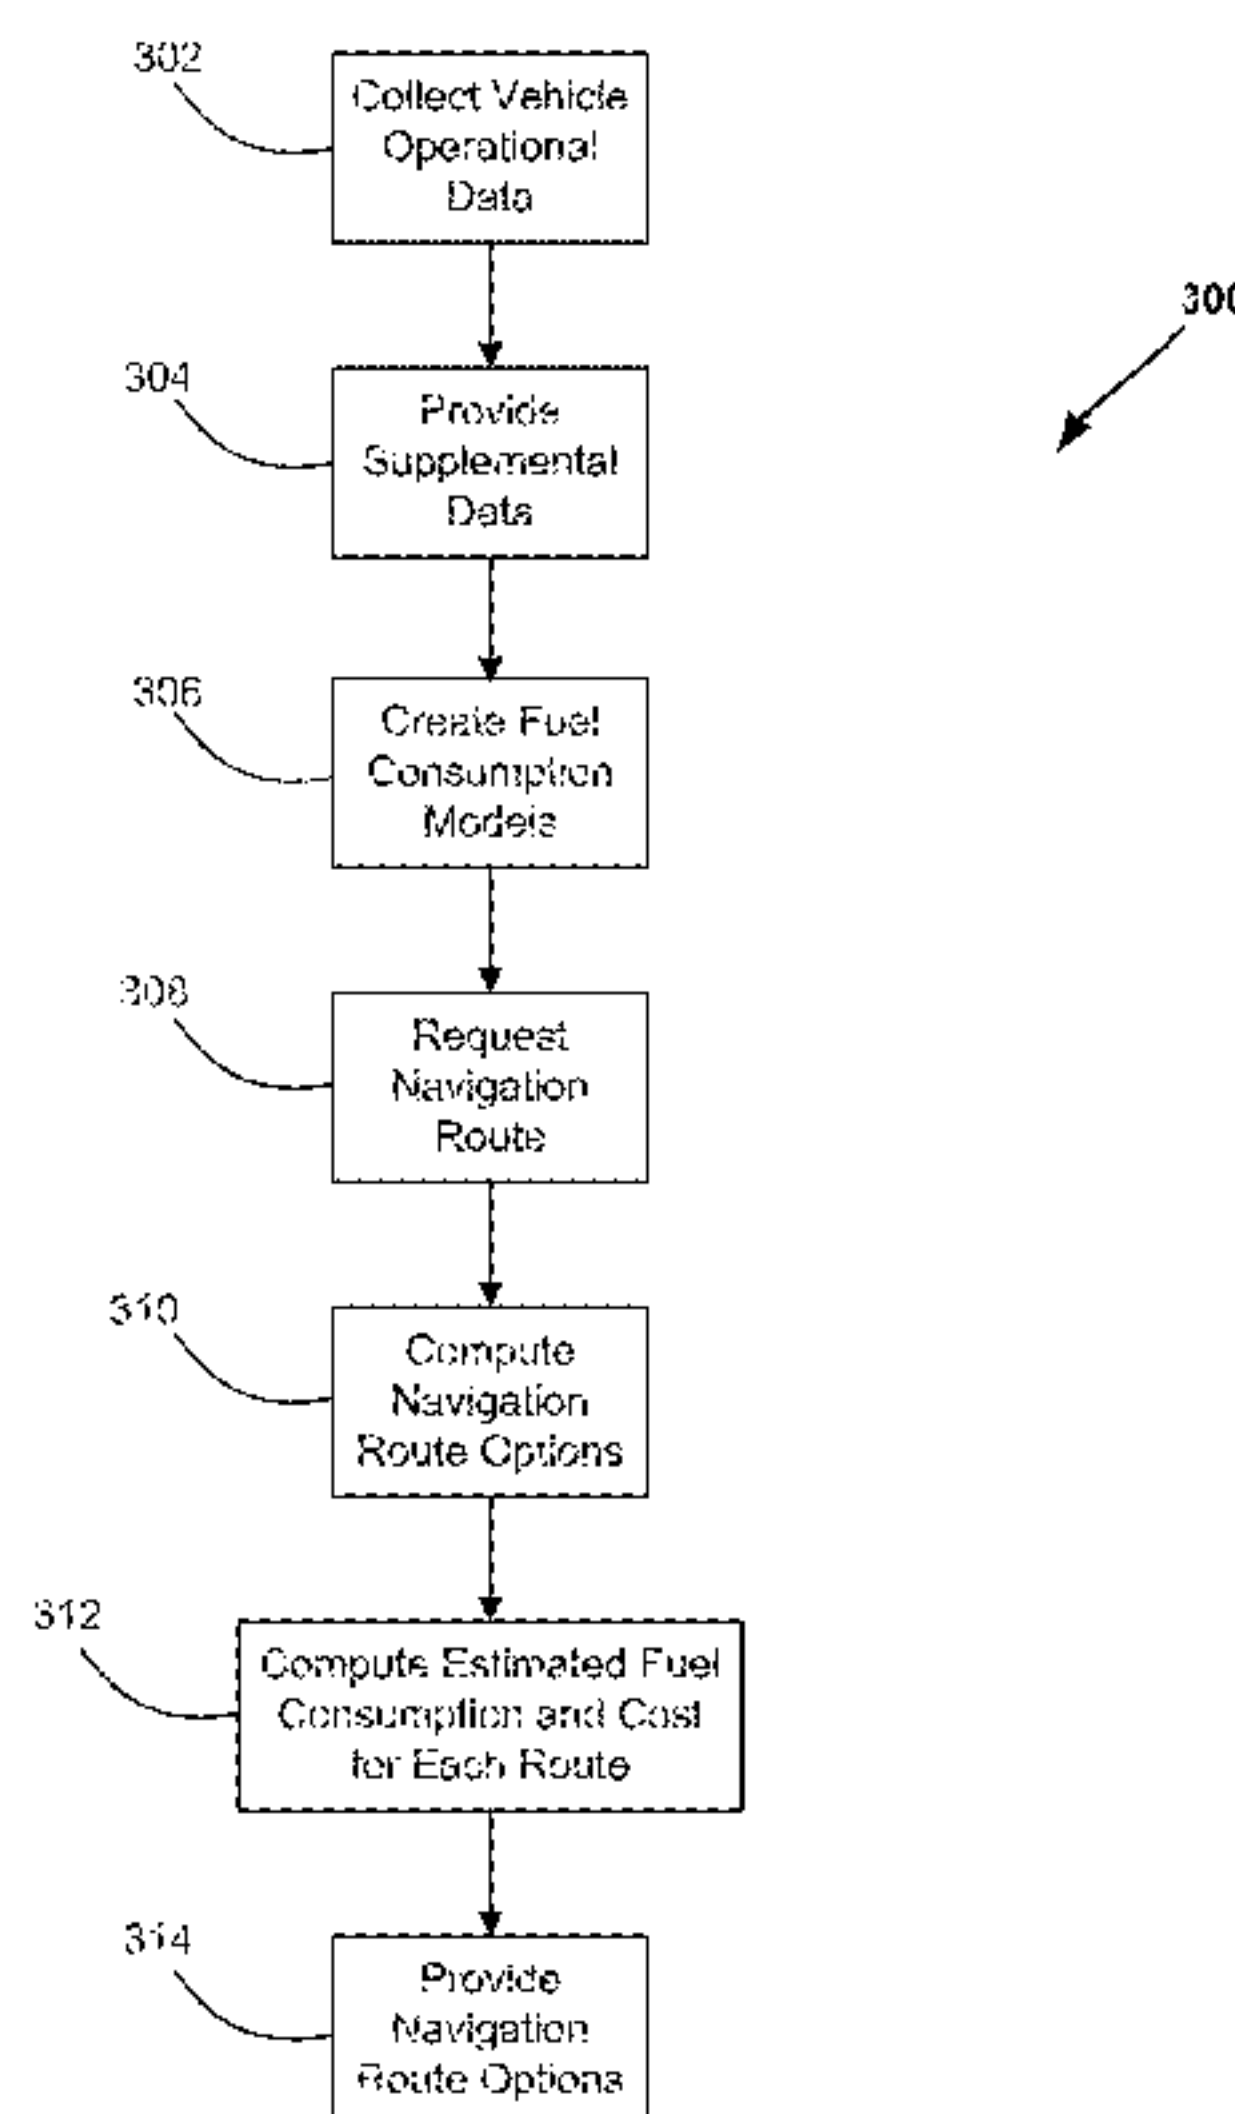 302
Collect Vehicle
Operational
Data
300
304
Provide
Supplemental
Data
306
Create Fuel
Consumption
Models
308
Request
Navigation
Route
310
Compute
Navigation
Route Options
312
Compute Estimated Fuel
Consumption and Cost
for Each Route
314
Provide
Navigation
Route Options